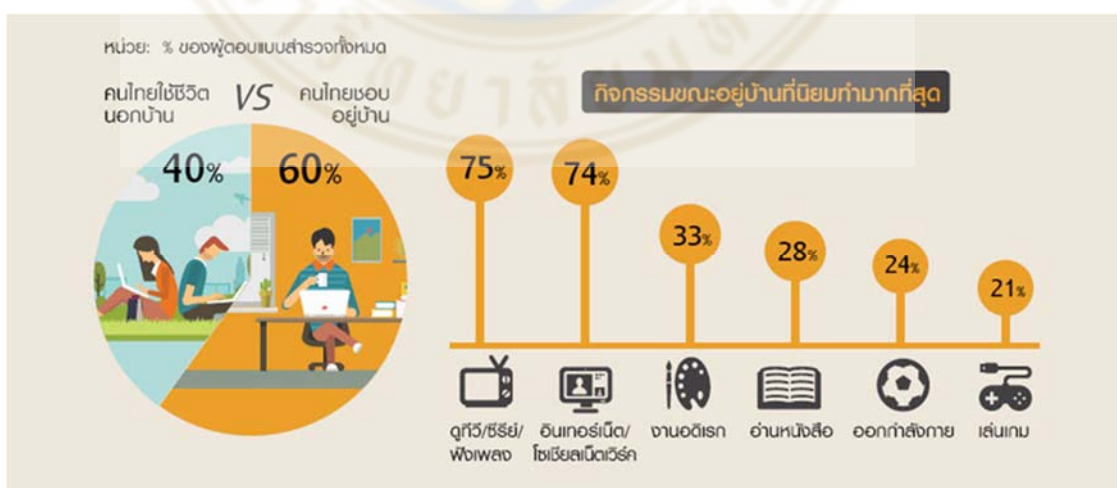 หน่วย: % ของผู้ตอบแบบสำรวจทั้งหมด
คนไทยใช้ชีวิต
นอกบ้าน
VS
คนไทยชอบ
อยู่บ้าน
40%
60%
กิจกรรมขณะอยู่บ้านที่นิยมทำมากที่สุด
75%
74%
33%
28%
24%
21%
ดูทีวี/ซีรีย์/
ฟังเพลง
อินเทอร์เน็ต/
โซเชียลเน็ตเวิร์ค
งานอดิเรก
อ่านหนังสือ
ออกกำลังกาย
เล่นเกม